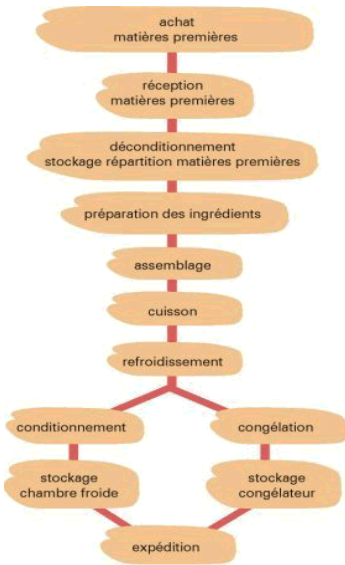 achat
matières premières
réception
matières premières
déconditionnement
stockage répartition matières premières
préparation des ingrédients
assemblage
cuisson
refroidissement
conditionnement
congélation
stockage
chambre froide
stockage
congélateur
expédition